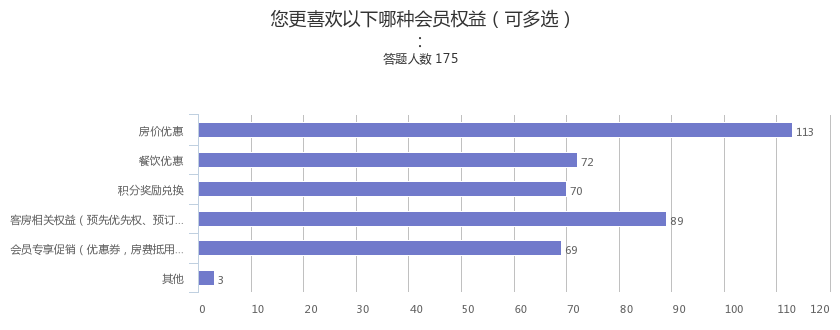 您更喜欢以下哪种会员权益（可多选）
:
答题人数 175
房价优惠
113
餐饮优惠
72
积分奖励兑换
70
客房相关权益（预先优先权、预订...
89
会员专享促销（优惠券，房费抵用...
69
其他
3
0 10 20 30 40 50 60 70 80 90 100 110 120